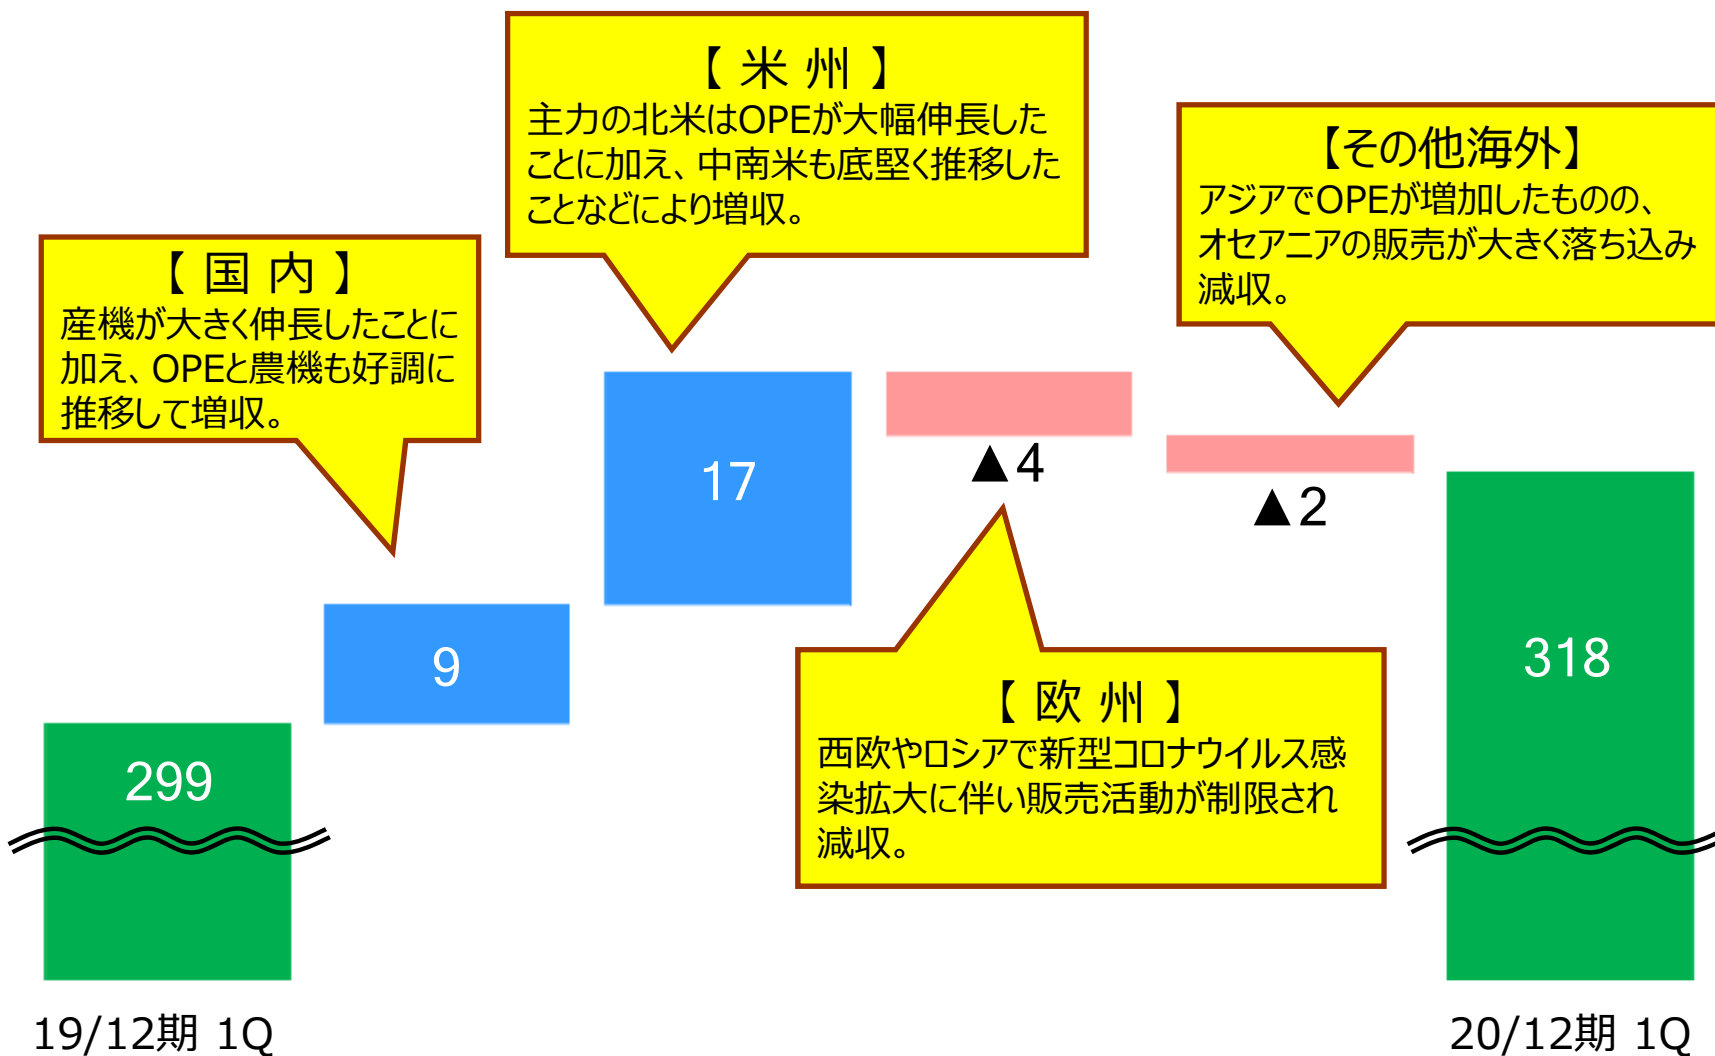 【 米 州 】
主力の北米はOPEが大幅伸長した
ことに加え、中南米も底堅く推移した
ことなどにより増収。
【その他海外】
アジアでOPEが増加したものの、
オセアニアの販売が大きく落ち込み
減収。
【 国 内 】
産機が大きく伸長したことに
加え、OPEと農機も好調に
推移して増収。
17
▲4
▲2
9
318
【 欧 州 】
西欧やロシアで新型コロナウイルス感
染拡大に伴い販売活動が制限され
減収。
299
19/12期 1Q
20/12期 1Q